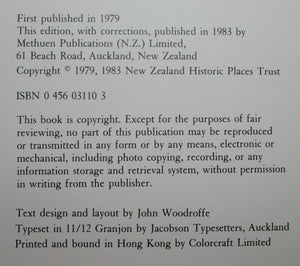 First published in 1979
This edition, with corrections, published in 1983 by
Methuen Publications (N.Z.) Limited,
61 Beach Road, Auckland, New Zealand
Copyright © 1979, 1983 New Zealand Historic Places Trust
ISBN 0 456 03110 3
This book is copyright. Except for the purposes of fair
reviewing, no part of this publication may be reproduced
or transmitted in any form or by any means, electronic or
mechanical, including photo copying, recording, or any
information storage and retrieval system, without permission
in writing from the publisher.
Text design and layout by John Woodroffe
Typeset in 11/12 Granjon by Jacobson Typesetters, Auckland
Printed and bound in Hong Kong by Colorcraft Limited